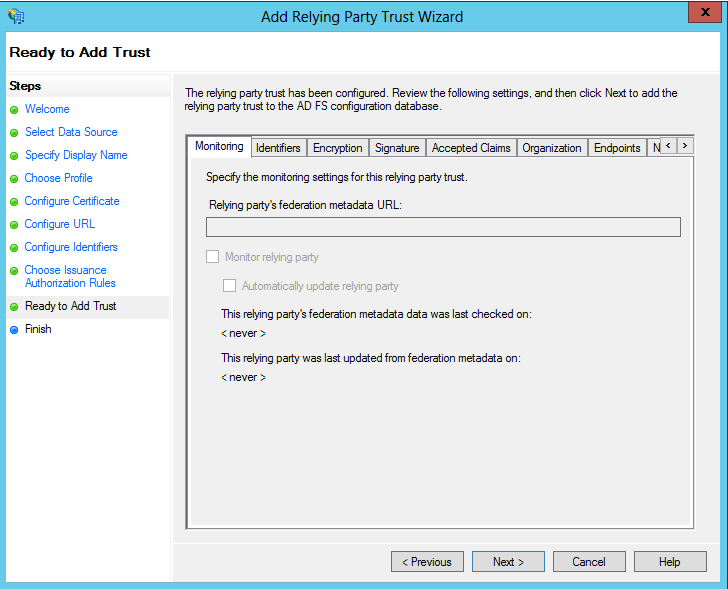 Add Relying Party Trust Wizard
X
Ready to Add Trust
Steps
Welcome
Select Data Source
Specify Display Name
Choose Profile
Configure Certificate
Configure URL
Configure Identifiers
Choose Issuance
Authorization Rules
Ready to Add Trust
Finish
The relying party trust has been configured. Review the following settings, and then click Next to add the
relying party trust to the AD FS configuration database.
Monitoring Identifiers Encryption Signature Accepted Claims Organization Endpoints N < >
Specify the monitoring settings for this relying party trust.
Relying party's federation metadata URL:
Monitor relying party
Automatically update relying party
This relying party's federation metadata data was last checked on:
< never >
This relying party was last updated from federation metadata on:
< never >
< Previous Next > Cancel Help